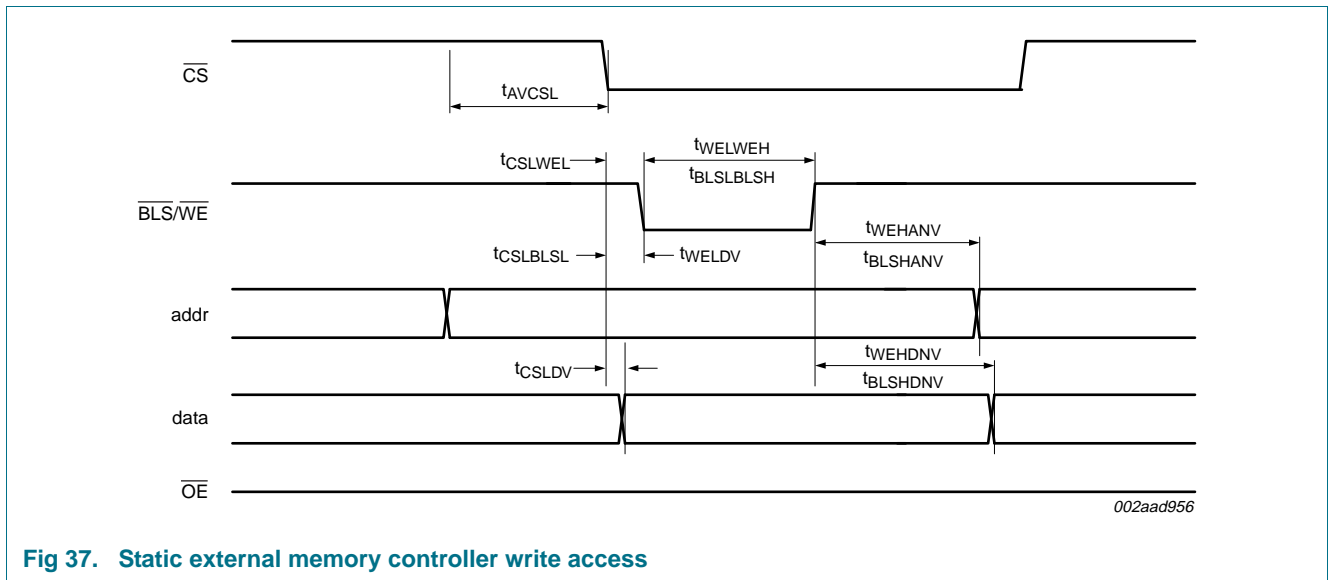 CS
tAVCSL
tCSLWEL
tWELWEH
tBLSLBLSH
BLS/WE
tWEHANV
tCSLBLSL
tWELDV
tBLSHANV
addr
tWEHDNV
tCSLDV
tBLSHDNV
data
OE
002aad956
Fig 37. Static external memory controller write access